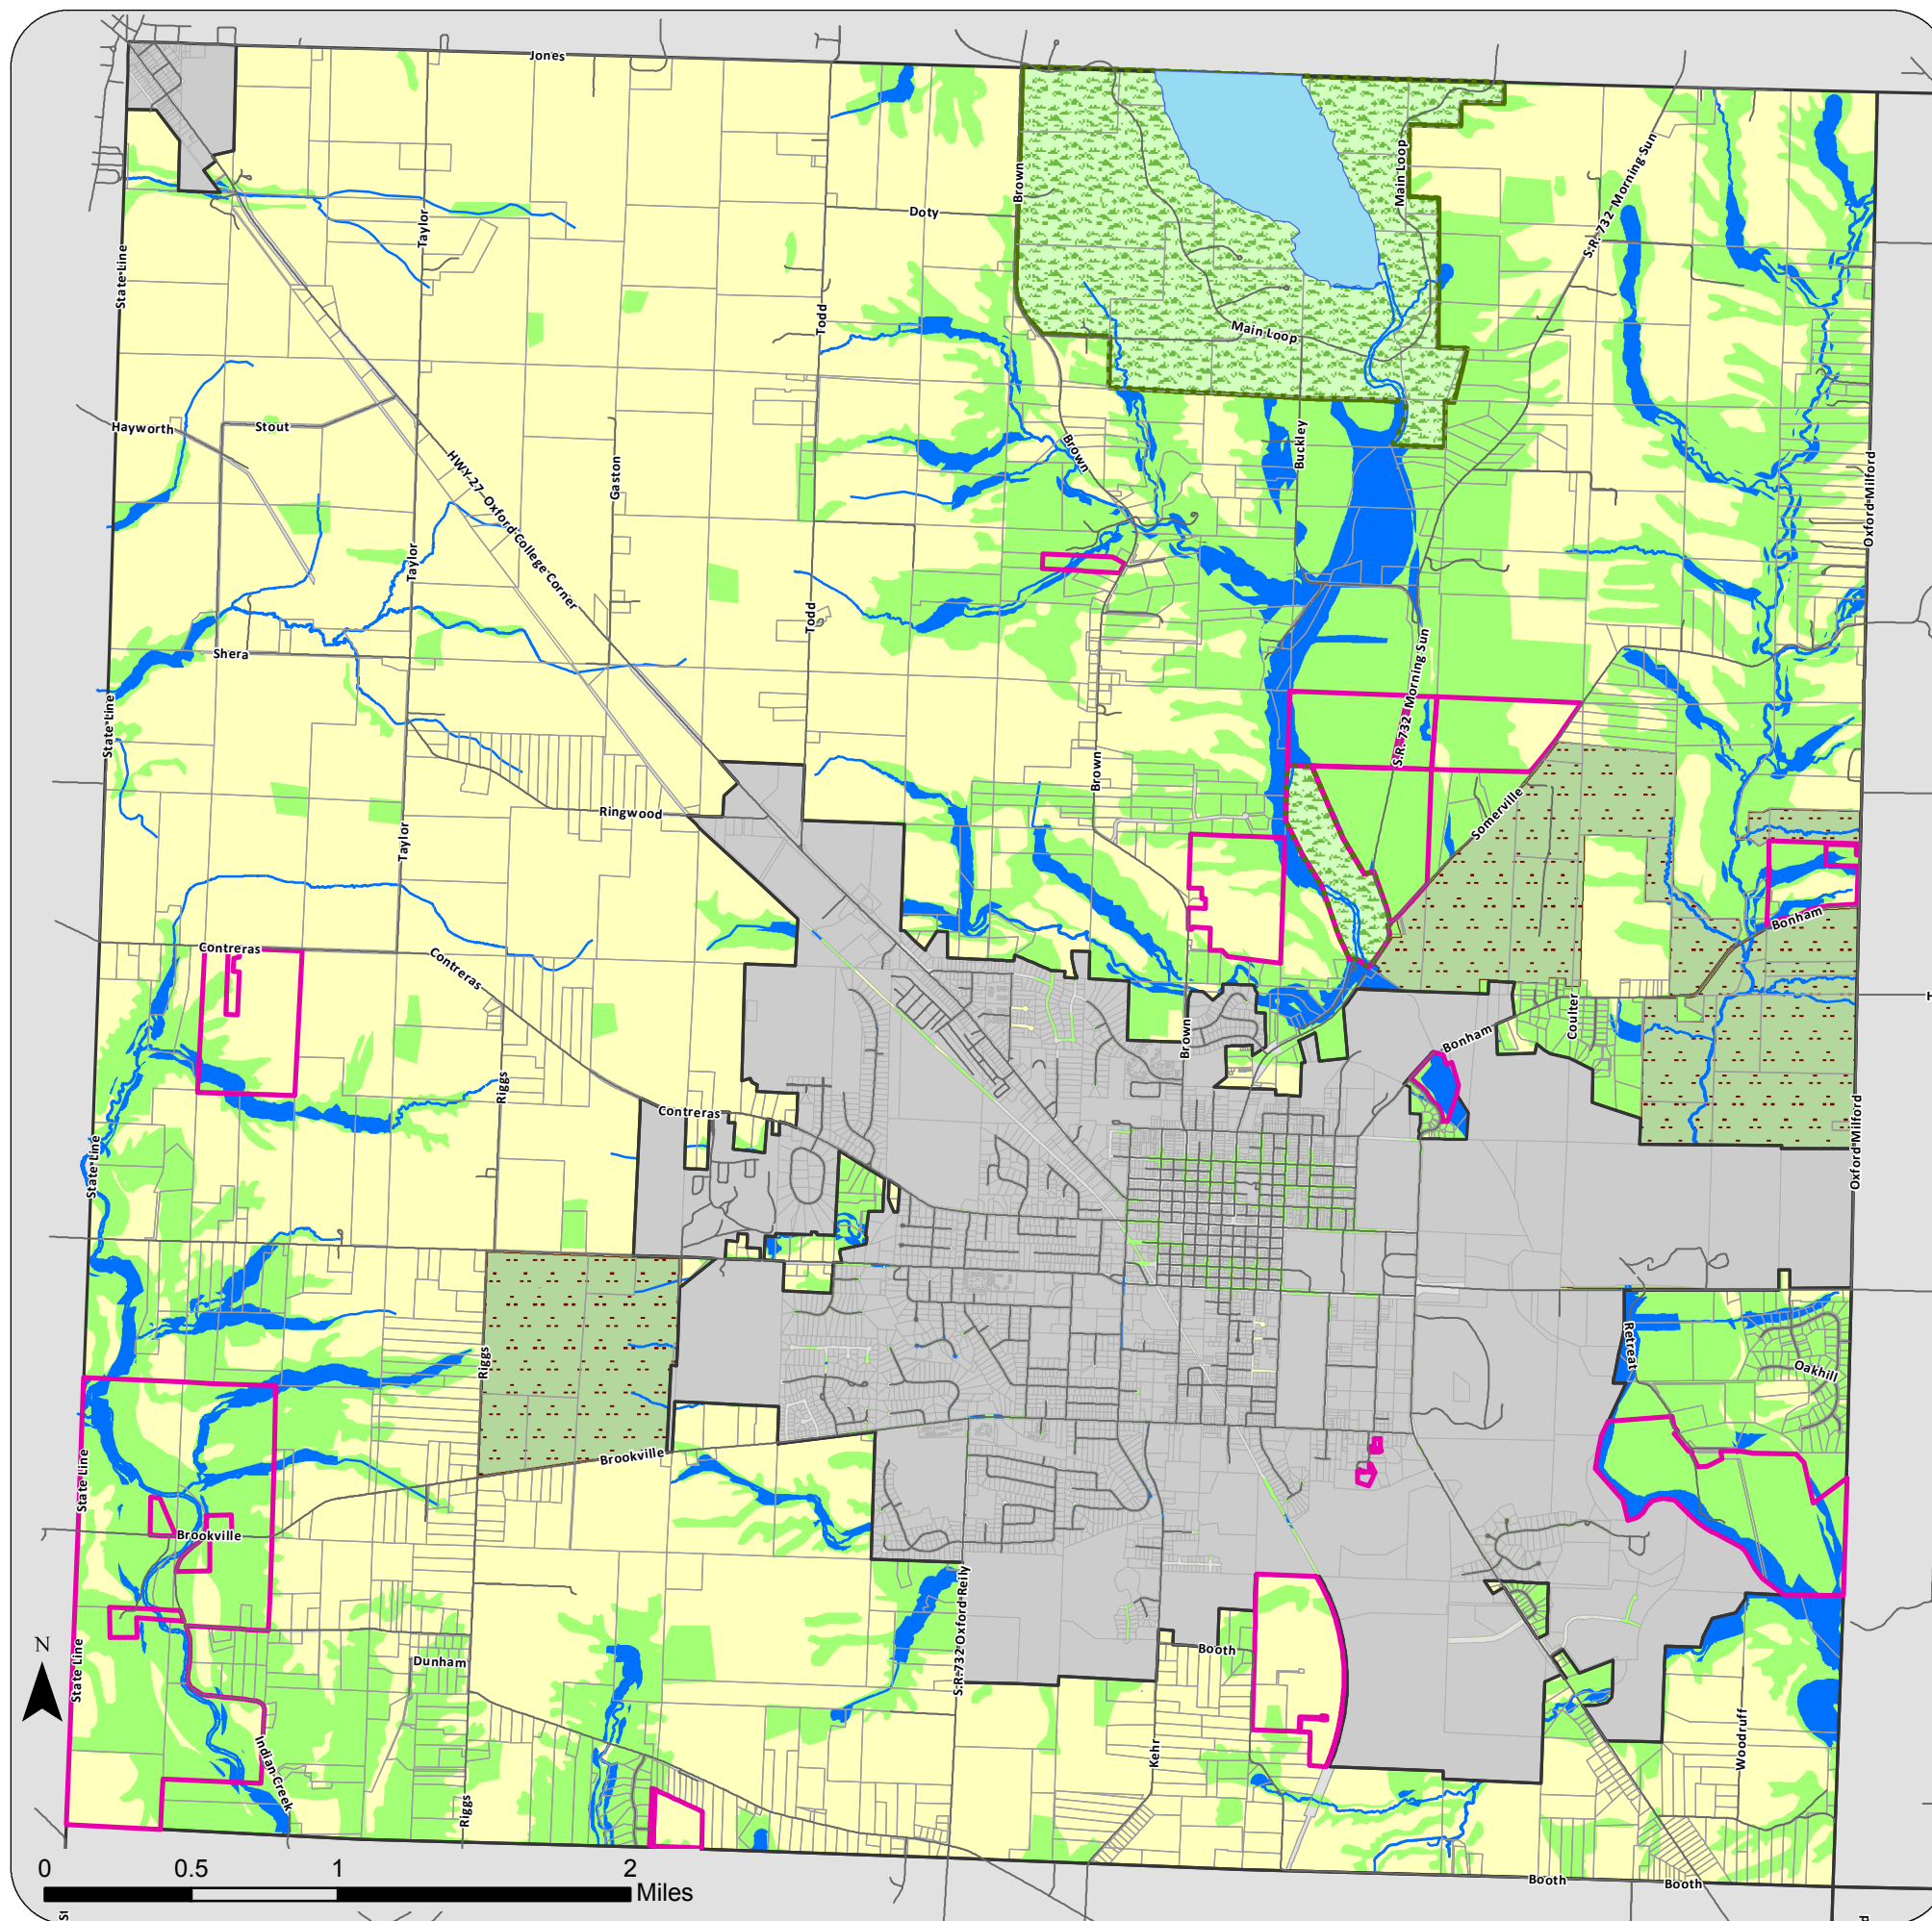 Jones
Brown
Main Loop
S.R. 732 Morning Sun
Doty
Taylor
State Line
Todd
Main Loop
Hayworth
Stout
Brown
Buckley
HWY 27 Oxford College Corner
Gaston
Oxford Milford
Taylor
Todd
Shera
S.R. 732 Morning Sun
State Line
Brown
Ringwood
Somerville
Taylor
Bonham
Contreras
Contreras
Coulter
Brown
Bonham
Riggs
Contreras
State Line
Oxford Milford
Retreat
Riggs
Oakhill
Brookville
State Line
Brookville
S.R. 732 Oxford Reily
N
Dunham
Booth
State Line
Kehr
Woodruff
Indian Creek
Riggs
0 0.5 1 2
Miles
Booth
Booth